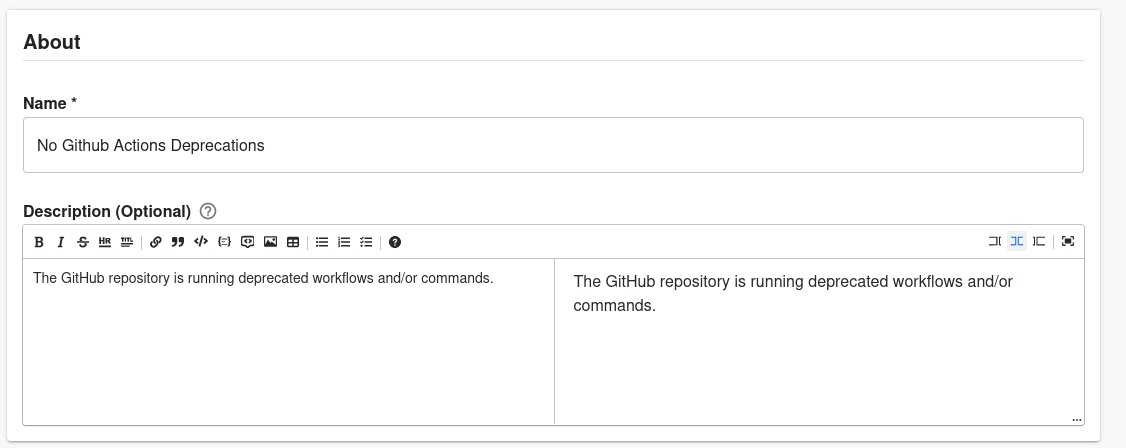 About
Name *
No Github Actions Deprecations
Description (Optional) ?
B I S HR TITL </> {≡} ?
The GitHub repository is running deprecated workflows and/or commands.
The GitHub repository is running deprecated workflows and/or
commands.
...